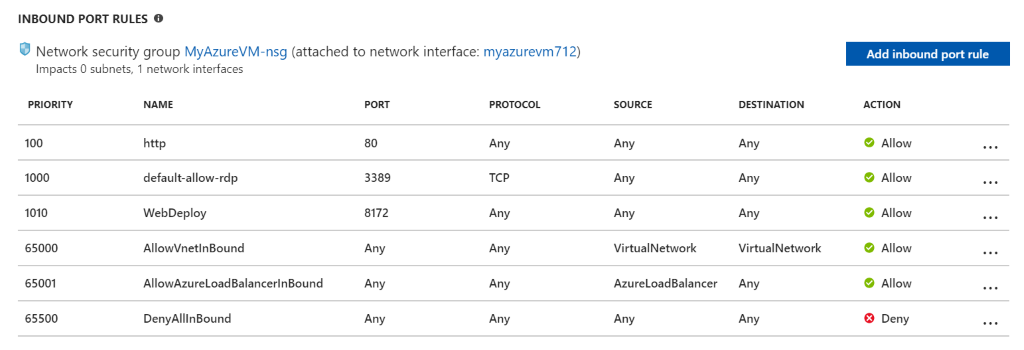 INBOUND PORT RULES
Network security group MyAzureVM-nsg (attached to network interface: myazurevm712)
Impacts 0 subnets, 1 network interfaces
Add inbound port rule
PRIORITY NAME PORT PROTOCOL SOURCE DESTINATION ACTION
100 http 80 Any Any Any Allow ...
1000 default-allow-rdp 3389 TCP Any Any Allow ...
1010 WebDeploy 8172 Any Any Any Allow ...
65000 AllowVnetInBound Any Any VirtualNetwork VirtualNetwork Allow ...
65001 AllowAzureLoadBalancerInBound Any Any AzureLoadBalancer Any Allow ...
65500 DenyAllInBound Any Any Any Any Deny ...